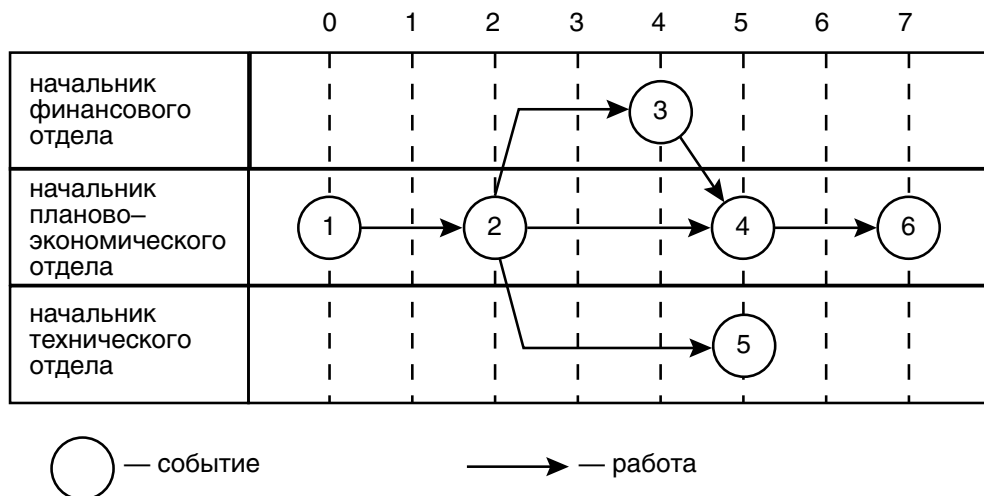 0 1 2 3 4 5 6 7
начальник
финансового
отдела
3
начальник
планово–
экономического
отдела
1 2 4 6
начальник
технического
отдела
5
— событие
— работа